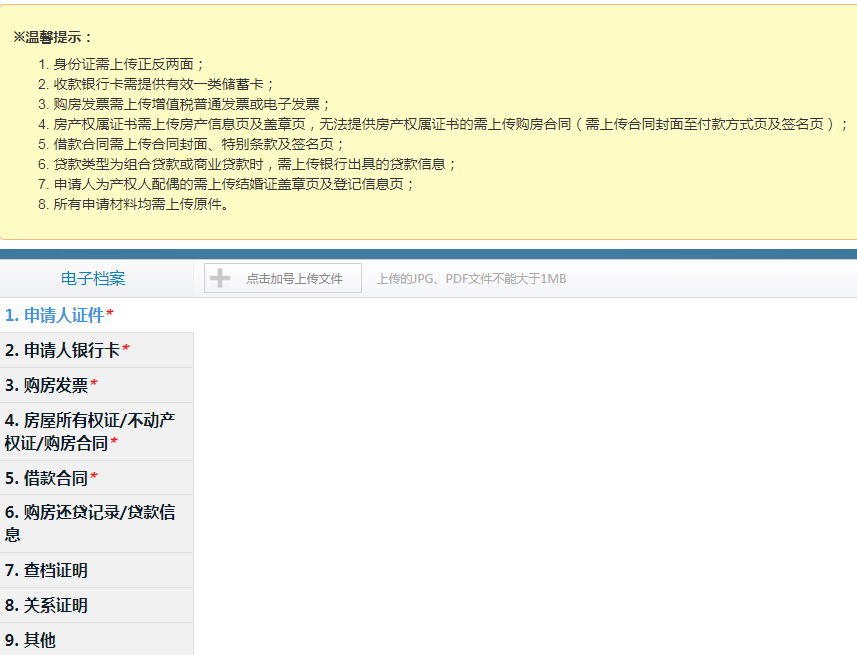 ※温馨提示：
1. 身份证需上传正反两面；
2. 收款银行卡需提供有效一类储蓄卡；
3. 购房发票需上传增值税普通发票或电子发票；
4. 房产权属证书需上传房产信息页及盖章页，无法提供房产权属证书的需上传购房合同（需上传合同封面至付款方式页及签名页）；
5. 借款合同需上传合同封面、特别条款及签名页；
6. 贷款类型为组合贷款或商业贷款时，需上传银行出具的贷款信息；
7. 申请人为产权人配偶的需上传结婚证盖章页及登记信息页；
8. 所有申请材料均需上传原件。
电子档案
点击加号上传文件
上传的JPG、PDF文件不能大于1MB
1. 申请人证件*
2. 申请人银行卡*
3. 购房发票*
4. 房屋所有权证/不动产
权证/购房合同*
5. 借款合同*
6. 购房还贷记录/贷款信
息
7. 查档证明
8. 关系证明
9. 其他